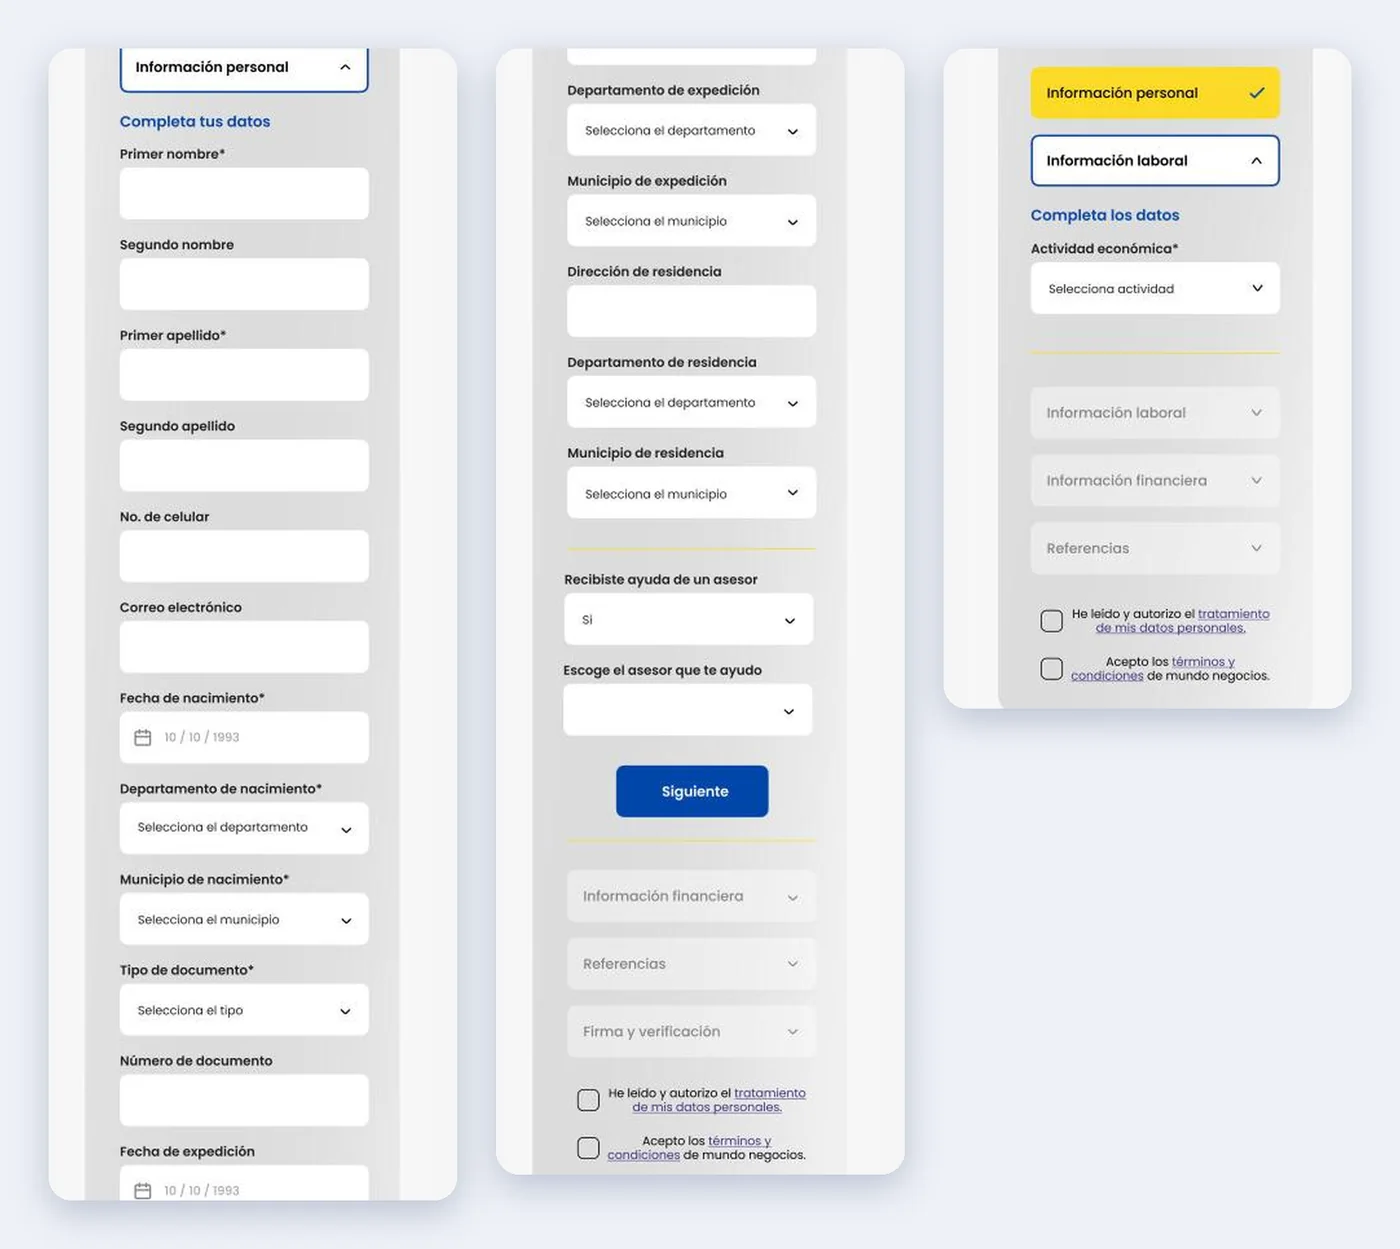 Información personal
Completa tus datos
Primer nombre*
Segundo nombre
Primer apellido*
Segundo apellido
No. de celular
Correo electrónico
Fecha de nacimiento*
10 / 10 / 1993
Departamento de nacimiento*
Selecciona el departamento
Municipio de nacimiento*
Selecciona el municipio
Tipo de documento*
Selecciona el tipo
Número de documento
Fecha de expedición
10 / 10 / 1993
Departamento de expedición
Selecciona el departamento
Municipio de expedición
Selecciona el municipio
Dirección de residencia
Departamento de residencia
Selecciona el departamento
Municipio de residencia
Selecciona el municipio
Recibiste ayuda de un asesor
Si
Escoge el asesor que te ayudo
Siguiente
Información financiera
Referencias
Firma y verificación
He leído y autorizo el tratamiento
de mis datos personales.
Acepto los términos y
condiciones de mundo negocios.
Información personal
Información laboral
Completa los datos
Actividad económica*
Selecciona actividad
Información laboral
Información financiera
Referencias
He leído y autorizo el tratamiento
de mis datos personales.
Acepto los términos y
condiciones de mundo negocios.